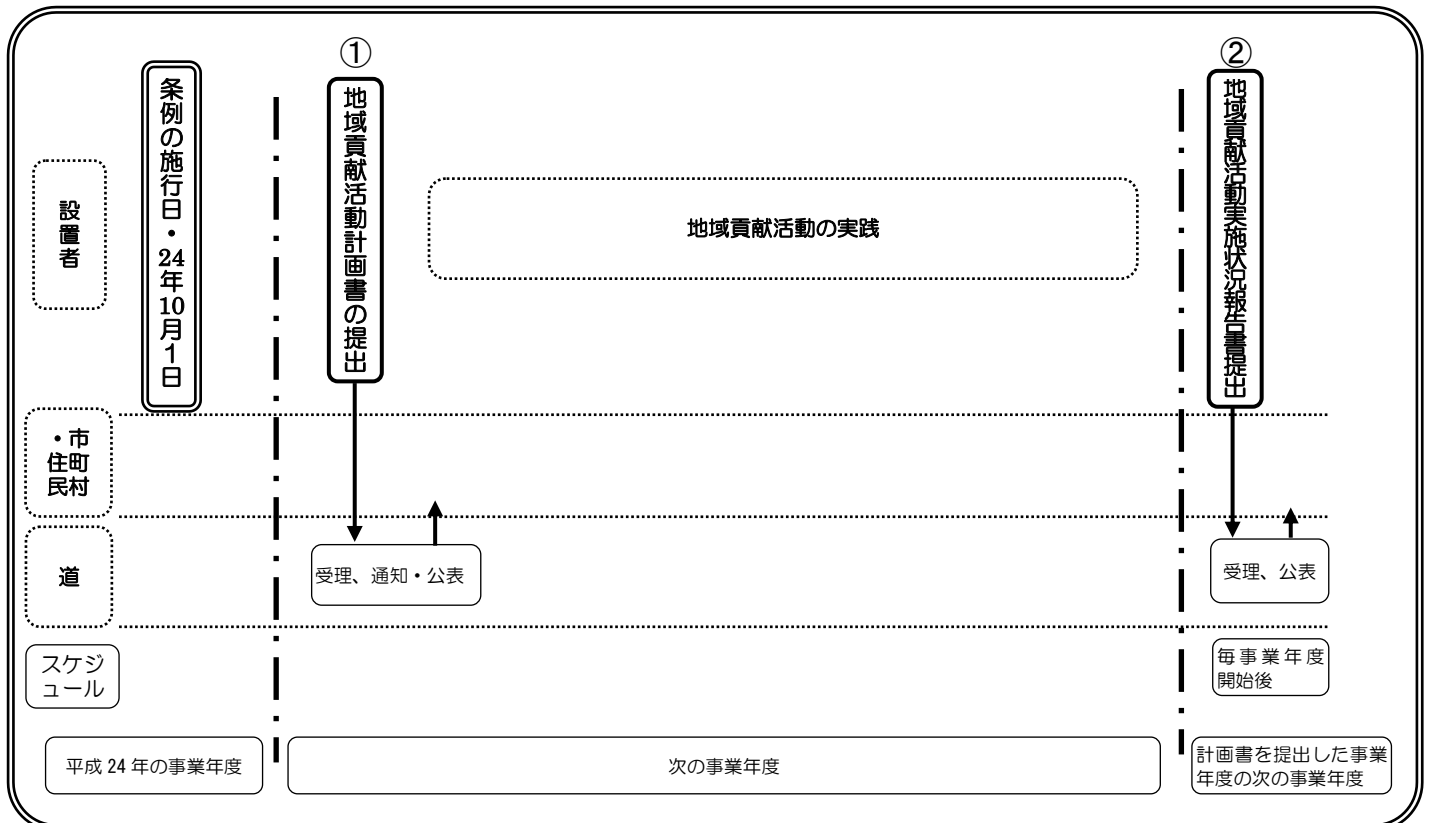 ①
②
条例の施行日・24年10月1日
地域貢献活動計画書の提出
地域貢献活動実施状況報告書提出
設置者
地域貢献活動の実践
市町村
・住民
道
受理、通知・公表
受理、公表
スケジ
ュール
毎事業年度
開始後
平成24年の事業年度
次の事業年度
計画書を提出した事業
年度の次の事業年度